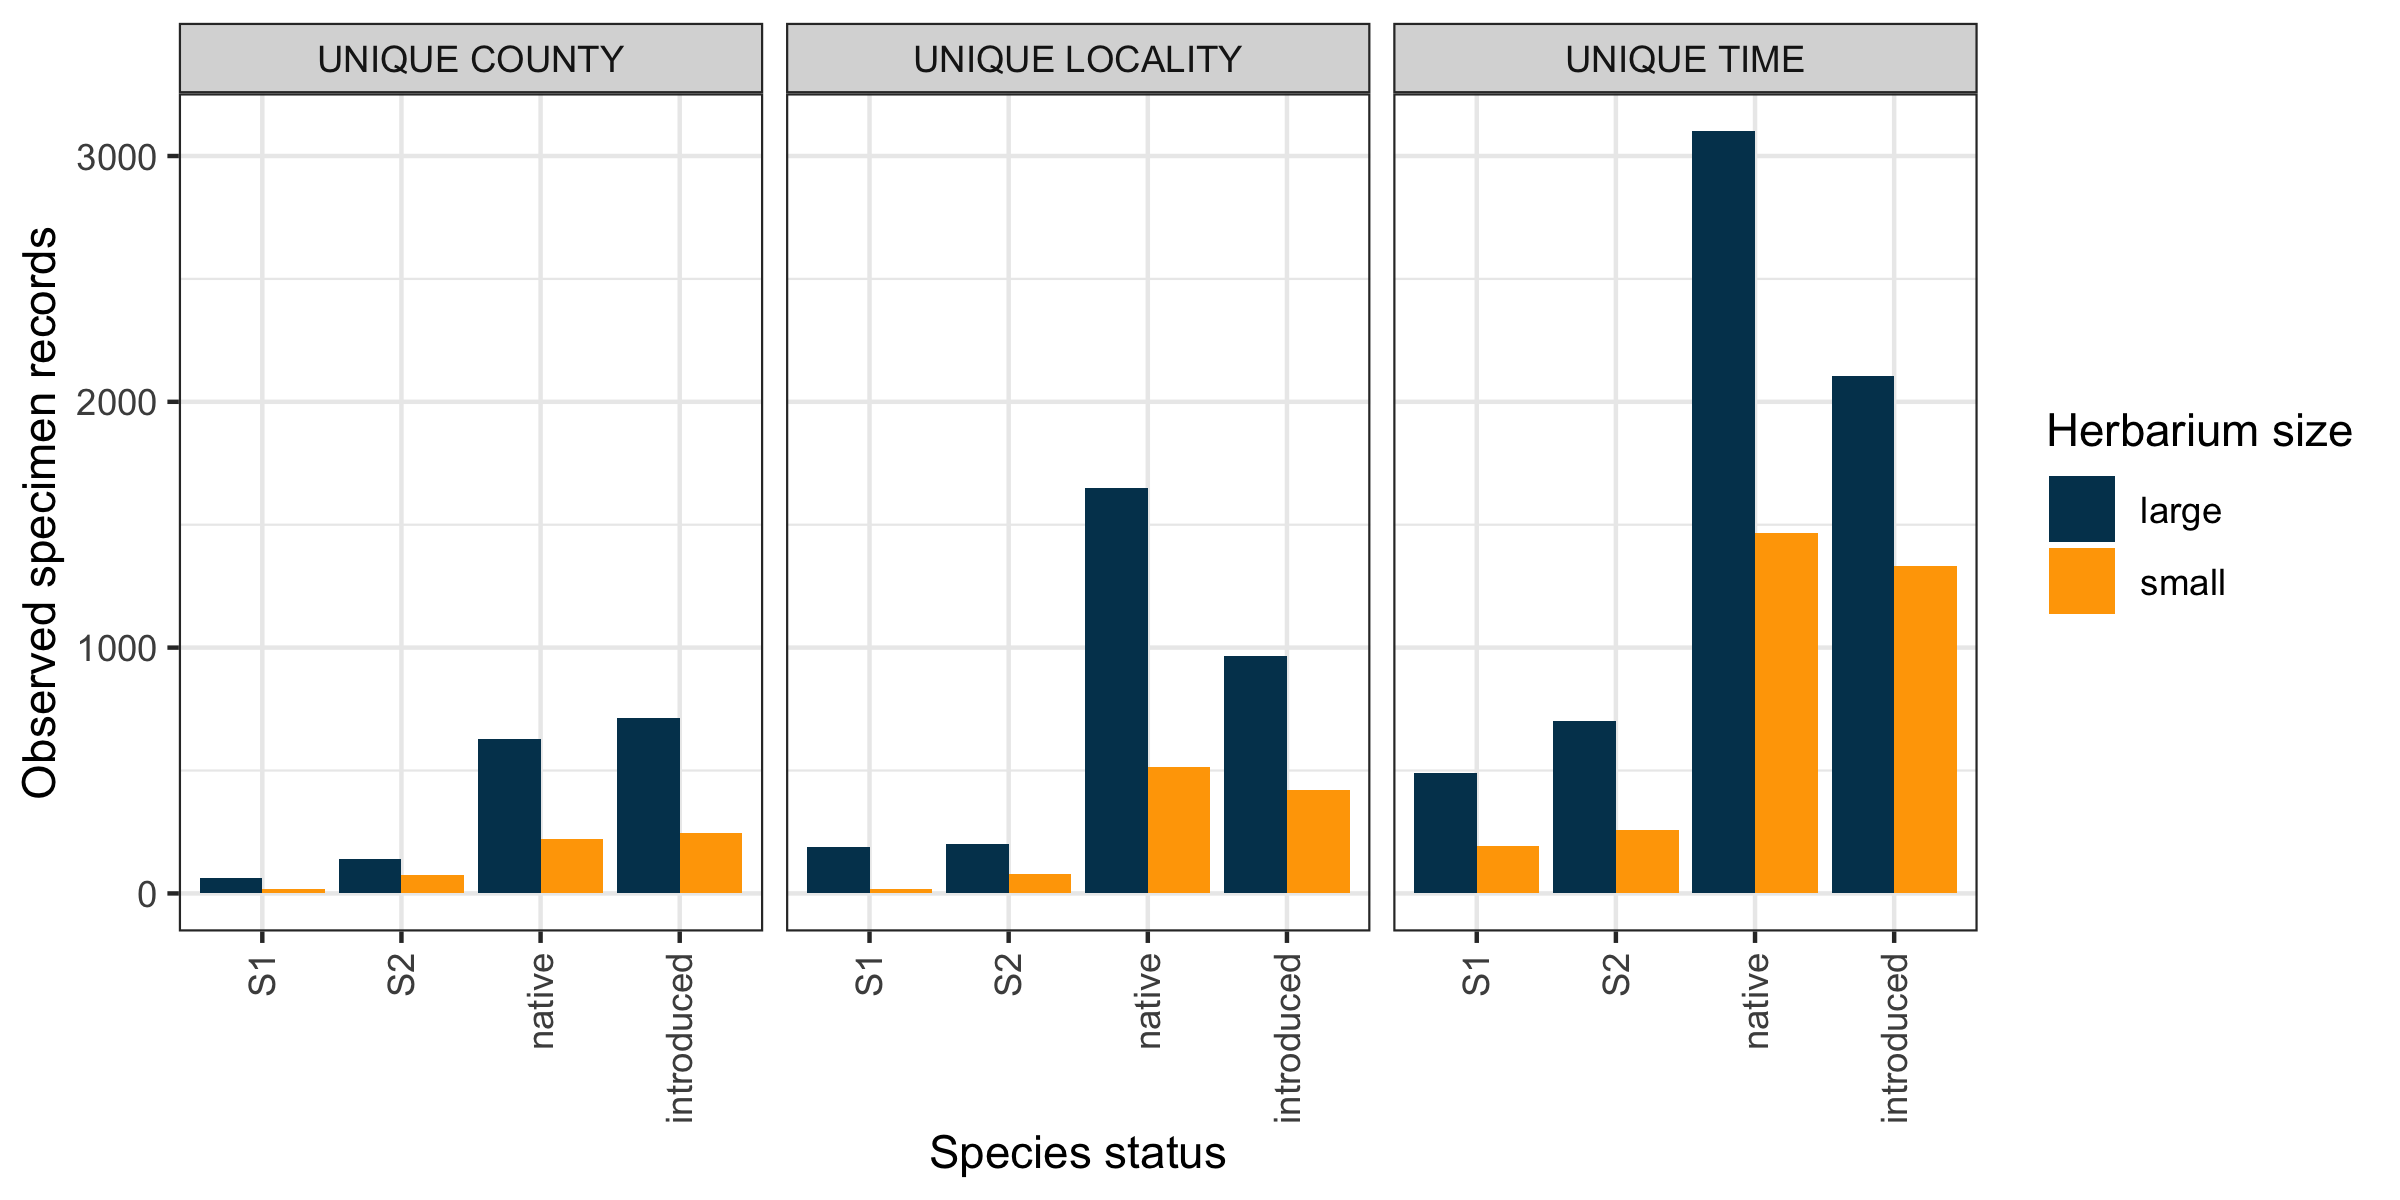 UNIQUE COUNTY
UNIQUE LOCALITY
UNIQUE TIME
Observed specimen records
3000
2000
1000
0
S1
S2
native
introduced
S1
S2
native
introduced
S1
S2
native
introduced
Species status
Herbarium size
large
small